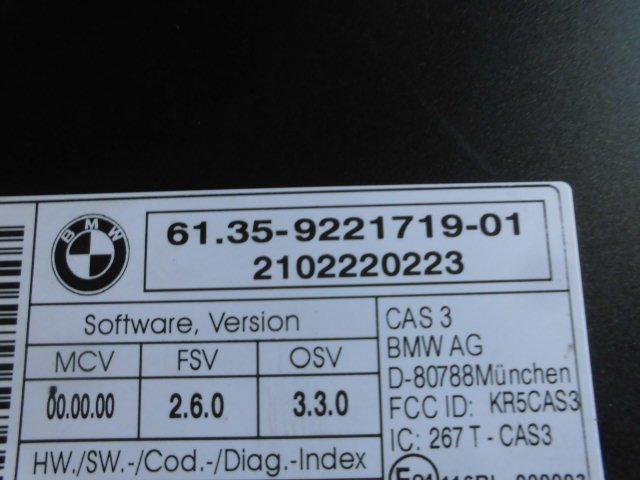 BMW
61.35-9221719-01
2102220223
Software, Version
MCV FSV OSV
00.00.00 2.6.0 3.3.0
HW./SW.-/Cod.-/Diag.-Index
CAS 3
BMW AG
D-80788München
FCC ID: KR5CAS3
IC: 267 T - CAS3